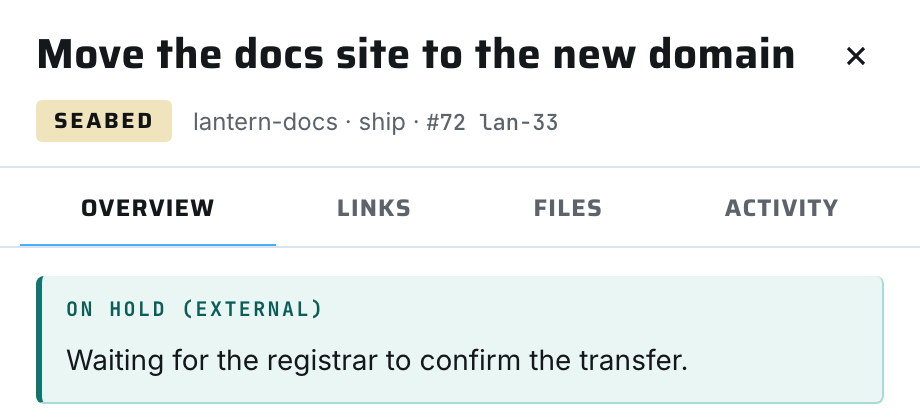 Move the docs site to the new domain ×
SEABED lantern-docs · ship · #72 lan-33
OVERVIEW LINKS FILES ACTIVITY
ON HOLD (EXTERNAL)
Waiting for the registrar to confirm the transfer.